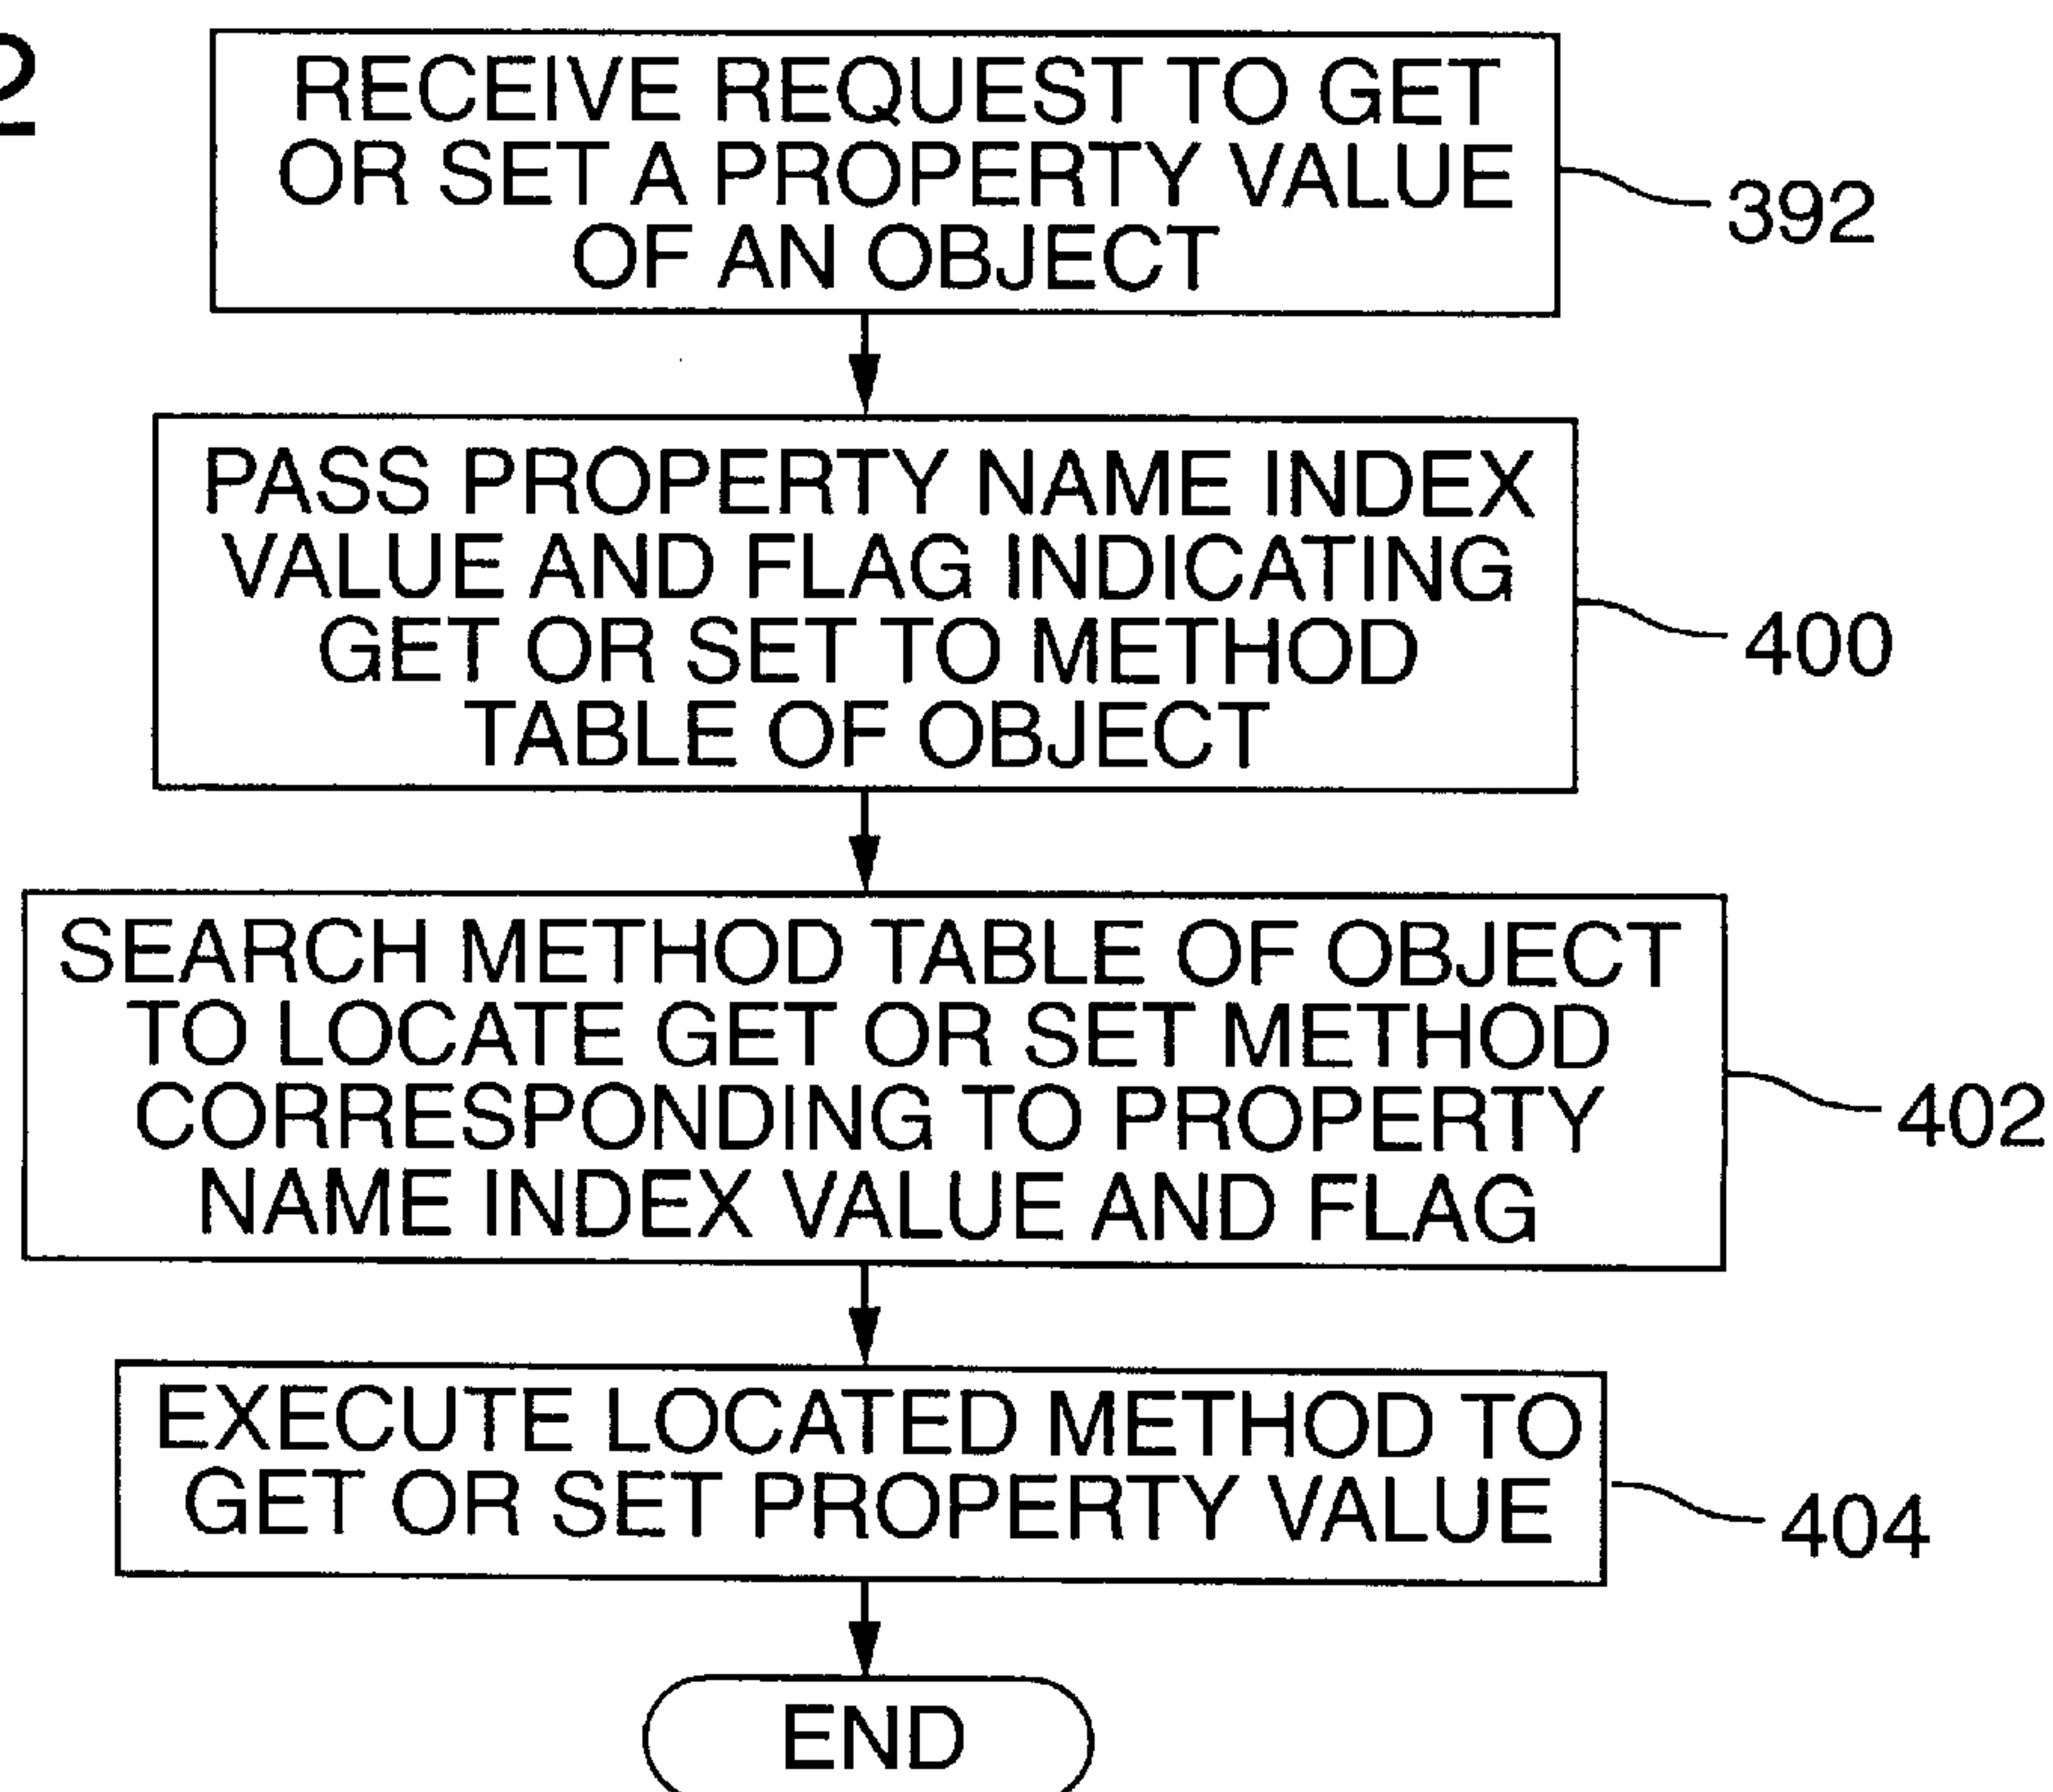 RECEIVE REQUEST TO GET
OR SET A PROPERTY VALUE
OF AN OBJECT
392
PASS PROPERTY NAME INDEX
VALUE AND FLAG INDICATING
GET OR SET TO METHOD
TABLE OF OBJECT
400
SEARCH METHOD TABLE OF OBJECT
TO LOCATE GET OR SET METHOD
CORRESPONDING TO PROPERTY
NAME INDEX VALUE AND FLAG
402
EXECUTE LOCATED METHOD TO
GET OR SET PROPERTY VALUE
404
END